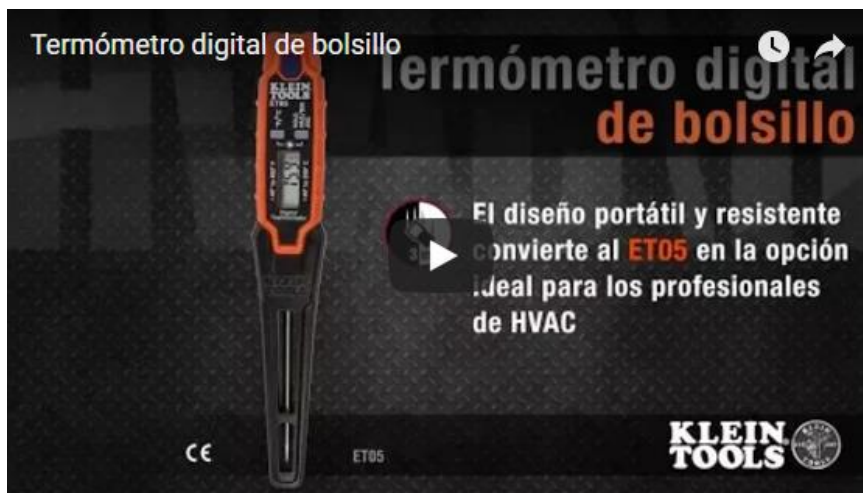 Termómetro digital de bolsillo
Termómetro digital
de bolsillo
KLEIN
TOOLS
ET05
El diseño portátil y resistente
convierte al ET05 en la opción
ideal para los profesionales
de HVAC
CE
ET05
KLEIN
TOOLS